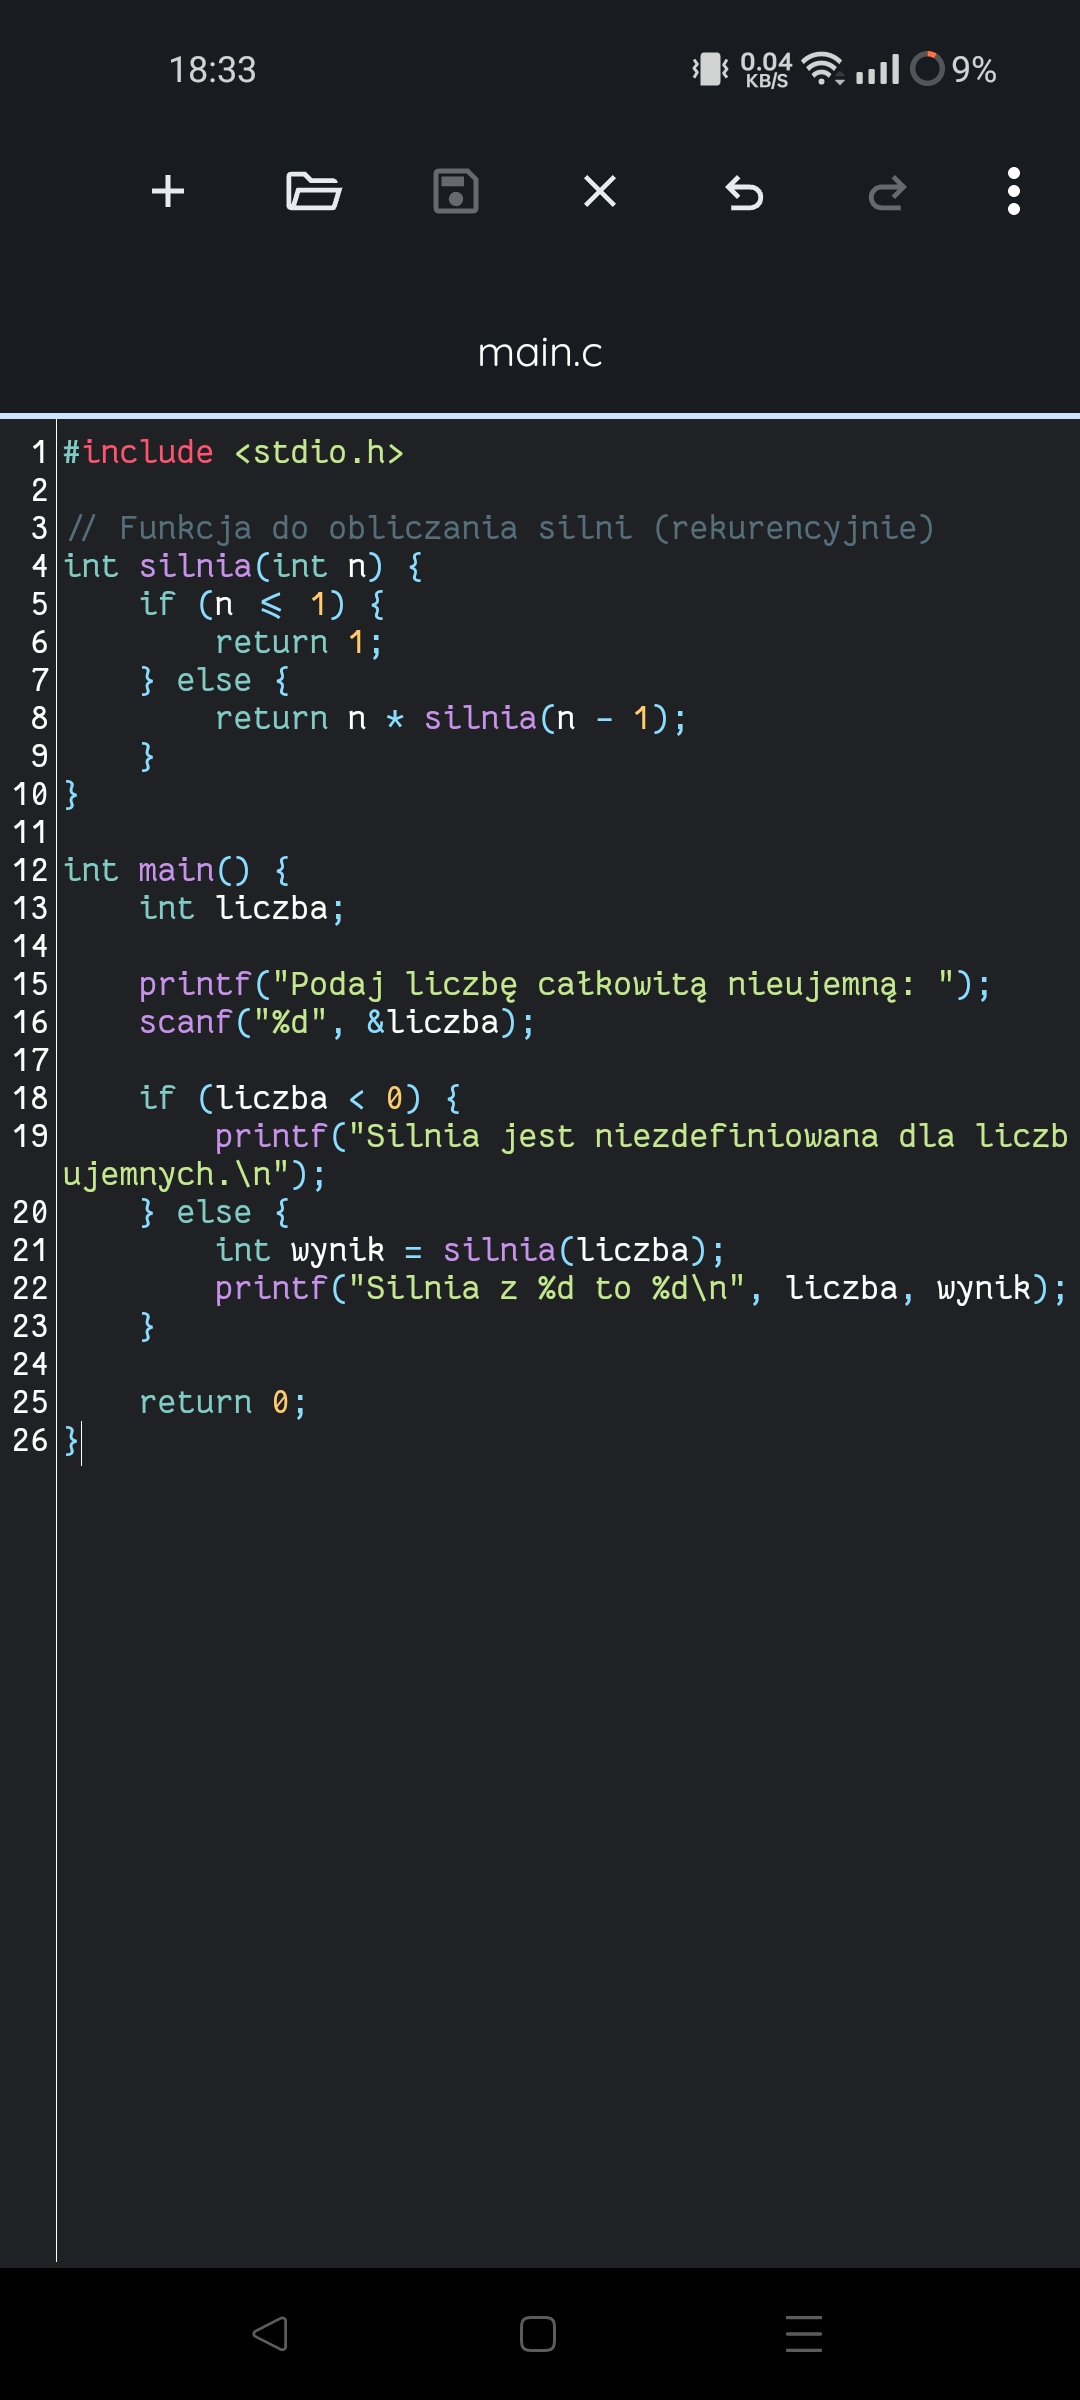 18:33 0.04 KB/S 9%
main.c
1 #include <stdio.h>
2
3 // Funkcja do obliczania silni (rekurencyjnie)
4 int silnia(int n) {
5     if (n <= 1) {
6         return 1;
7     } else {
8         return n * silnia(n - 1);
9     }
10 }
11
12 int main() {
13     int liczba;
14
15     printf("Podaj liczbę całkowitą nieujemną: ");
16     scanf("%d", &liczba);
17
18     if (liczba < 0) {
19         printf("Silnia jest niezdefiniowana dla liczb
ujemnych.\n");
20     } else {
21         int wynik = silnia(liczba);
22         printf("Silnia z %d to %d\n", liczba, wynik);
23     }
24
25     return 0;
26 }